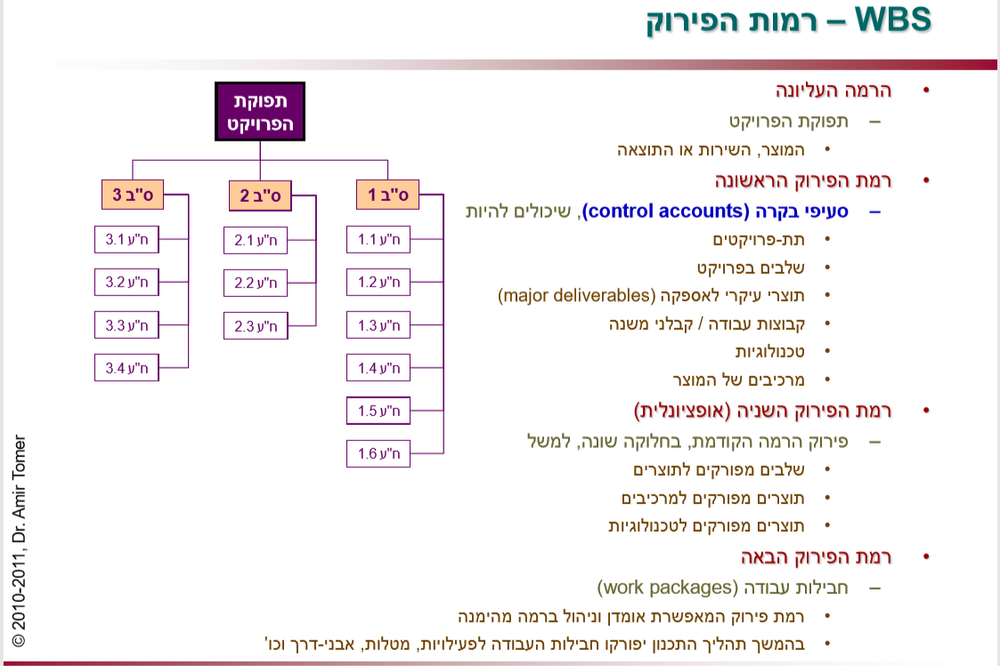 WBS – רמות הפירוק
• הרמה העליונה
– תפוקת הפרויקט
• המוצר, השירות או התוצאה
• רמת הפירוק הראשונה
– סעיפי בקרה (control accounts), שיכולים להיות
• תת-פרויקטים
• שלבים בפרויקט
• תוצרי עיקרי לאספקה (major deliverables)
• קבוצות עבודה / קבלני משנה
• טכנולוגיות
• מרכיבים של המוצר
• רמת הפירוק השניה (אופציונלית)
– פירוק הרמה הקודמת, בחלוקה שונה, למשל
• שלבים מפורקים לתוצרים
• תוצרים מפורקים למרכיבים
• תוצרים מפורקים לטכנולוגיות
• רמת הפירוק הבאה
– חבילות עבודה (work packages)
• רמת פירוק המאפשרת אומדן וניהול ברמה מהימנה
• בהמשך תהליך התכנון יפורקו חבילות העבודה לפעילויות, מטלות, אבני-דרך וכו'
תפוקת
הפרויקט
ס"ב 1
ח"ע 1.1
ח"ע 1.2
ח"ע 1.3
ח"ע 1.4
ח"ע 1.5
ח"ע 1.6
ס"ב 2
ח"ע 2.1
ח"ע 2.2
ח"ע 2.3
ס"ב 3
ח"ע 3.1
ח"ע 3.2
ח"ע 3.3
ח"ע 3.4
© 2010-2011, Dr. Amir Tomer